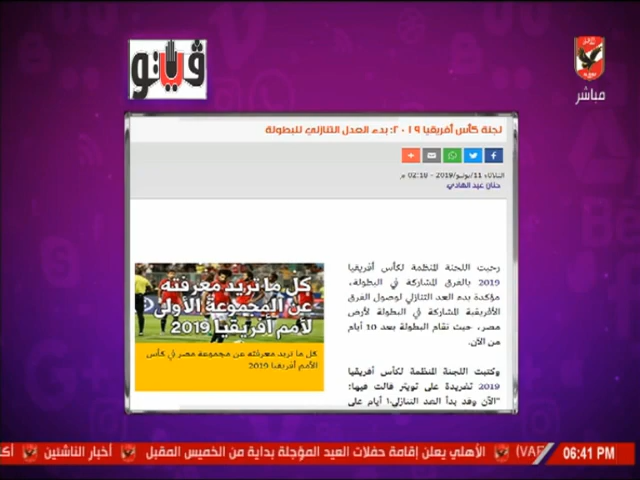 ڤيتو
مباشر
لجنة كأس أفريقيا ٢٠١٩: بدء العدل التنازلي للبطولة
الثلاثاء 11/يونيو/2019 - 02:18 م
حنان عبد الهادي
رحبت اللجنة المنظمة لكأس أفريقيا
2019 بالفرق المشاركة في البطولة،
مؤكدة بدء العد التنازلي لوصول الفرق
الأفريقية المشاركة في البطولة لأرض
مصر، حيث تقام البطولة بعد 10 أيام
من الآن.
وكتبت اللجنة المنظمة لكأس أفريقيا
2019 تغريدة على تويتر قالت فيها:
"الآن وقد بدأ العد التنازلي.١ أيام على
كل ما تريد معرفته
عن المجموعة الأولى
لأمم أفريقيا 2019
كل ما تريد معرفته عن مجموعة مصر في كأس
الأمم أفريقيا 2019
06:41 PM
(VAR الأهلي يعلن إقامة حفلات العيد المؤجلة بداية من الخميس المقبل أخبار الناشئين أكا